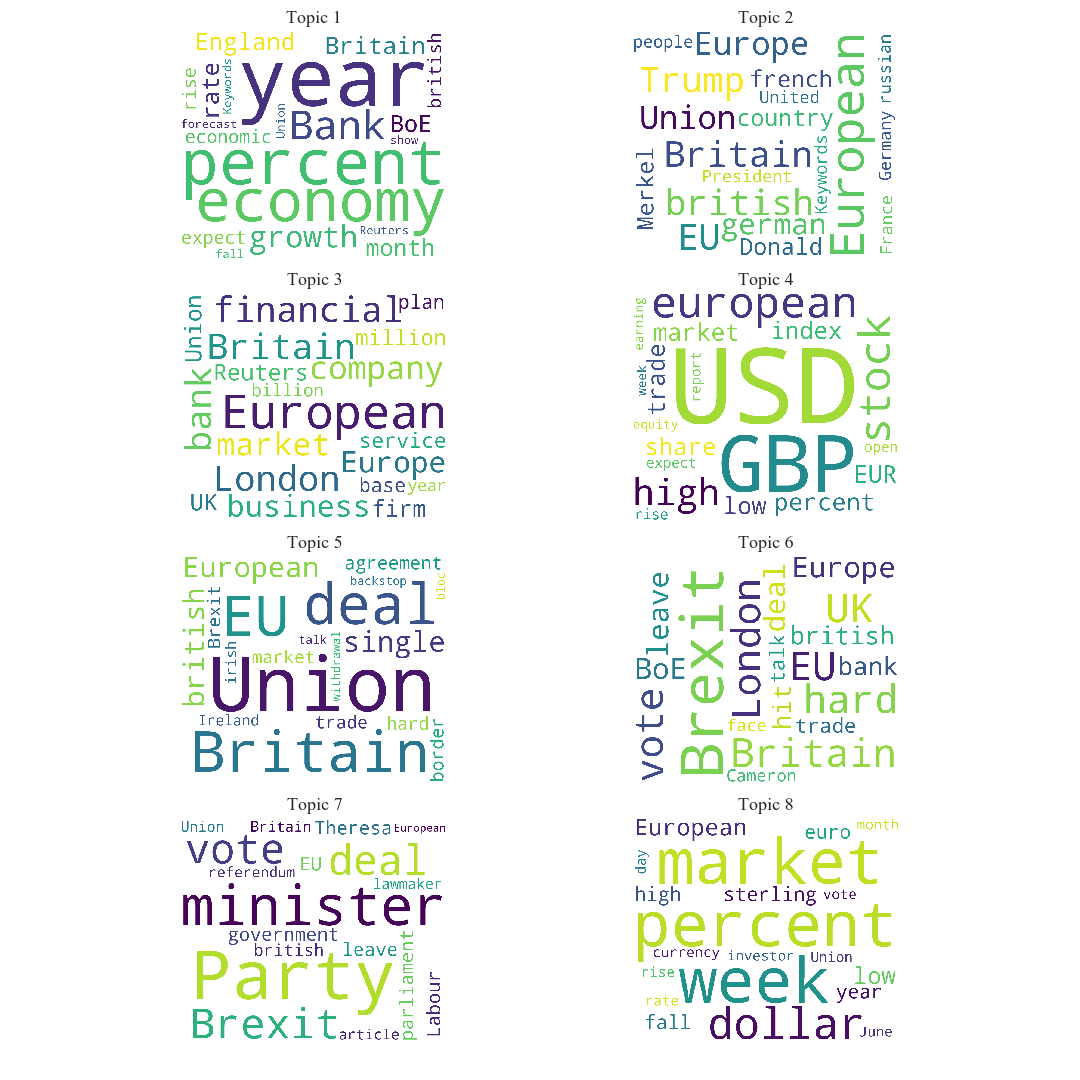 Topic 1
England
Britain
british
rise
rate
Keywords
year
forecast
Union
Bank
BoE
economic
show
percent
economy
expect
growth
Reuters
month
fall
Topic 2
people
Europe
Trump
french
United
Union
country
Britain
President
Merkel
british
Keywords
European
german
EU
Donald
russian
Germany
France
Topic 3
financial
plan
Union
Britain
million
Reuters
company
billion
bank
European
market
service
Europe
London
base
year
UK
business
firm
Topic 4
earning
european
market
index
week
trade
report
USD
stock
equity
share
open
expect
GBP
EUR
high
low
percent
rise
Topic 5
European
agreement
backstop
bloc
british
Brexit
EU
deal
talk
single
irish
market
withdrawal
Union
Ireland
trade
hard
border
Britain
Topic 6
leave
Brexit
London
deal
Europe
UK
british
BoE
talk
EU
bank
vote
hit
hard
face
trade
Britain
Cameron
Topic 7
Union
Britain
Theresa
European
vote
referendum
EU
deal
lawmaker
minister
government
british
leave
Party
parliament
Labour
Brexit
article
Topic 8
European
euro
month
day
market
high
sterling
vote
percent
currency
investor
Union
rise
week
low
rate
year
fall
dollar
June